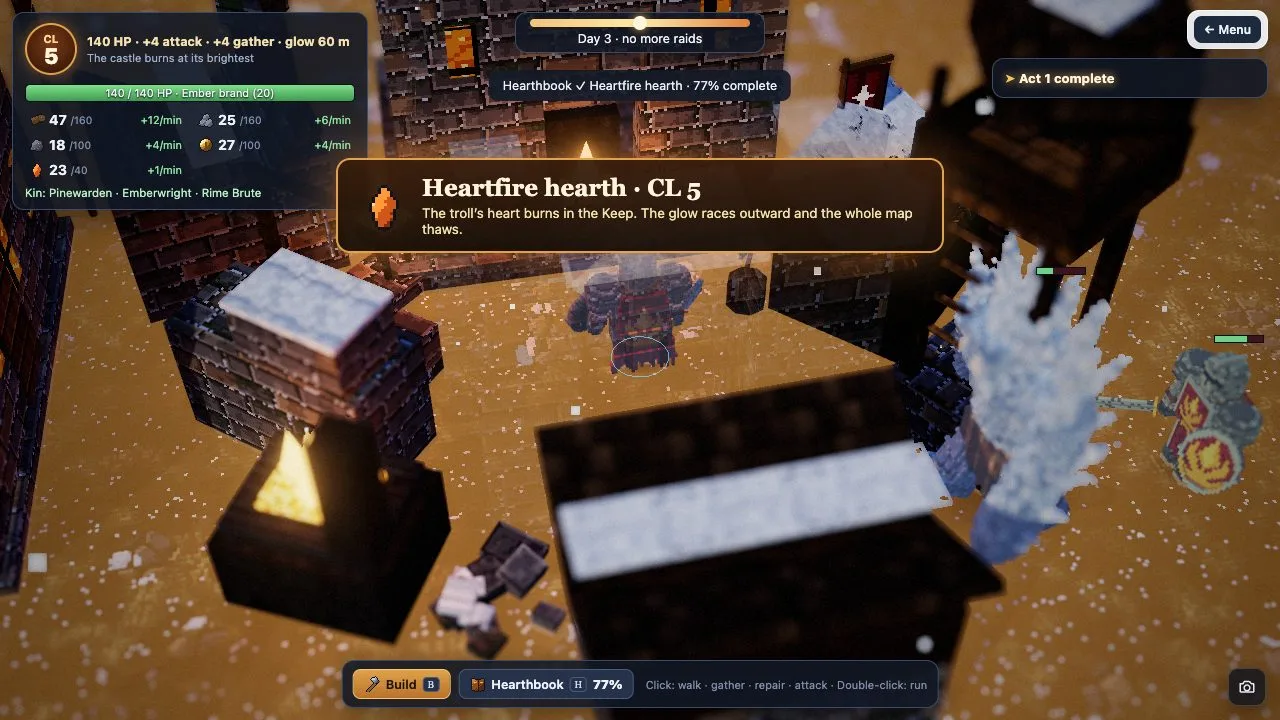 CL
5
140 HP · +4 attack · +4 gather · glow 60 m
The castle burns at its brightest
140 / 140 HP · Ember brand (20)
47 /160 +12/min 25 /160 +6/min
18 /100 +4/min 27 /100 +4/min
23 /40 +1/min
Kin: Pinewarden · Emberwright · Rime Brute
Day 3 · no more raids
Hearthbook ✓ Heartfire hearth · 77% complete
← Menu
➤ Act 1 complete
Heartfire hearth · CL 5
The troll's heart burns in the Keep. The glow races outward and the whole map
thaws.
Build B Hearthbook H 77% Click: walk · gather · repair · attack · Double-click: run